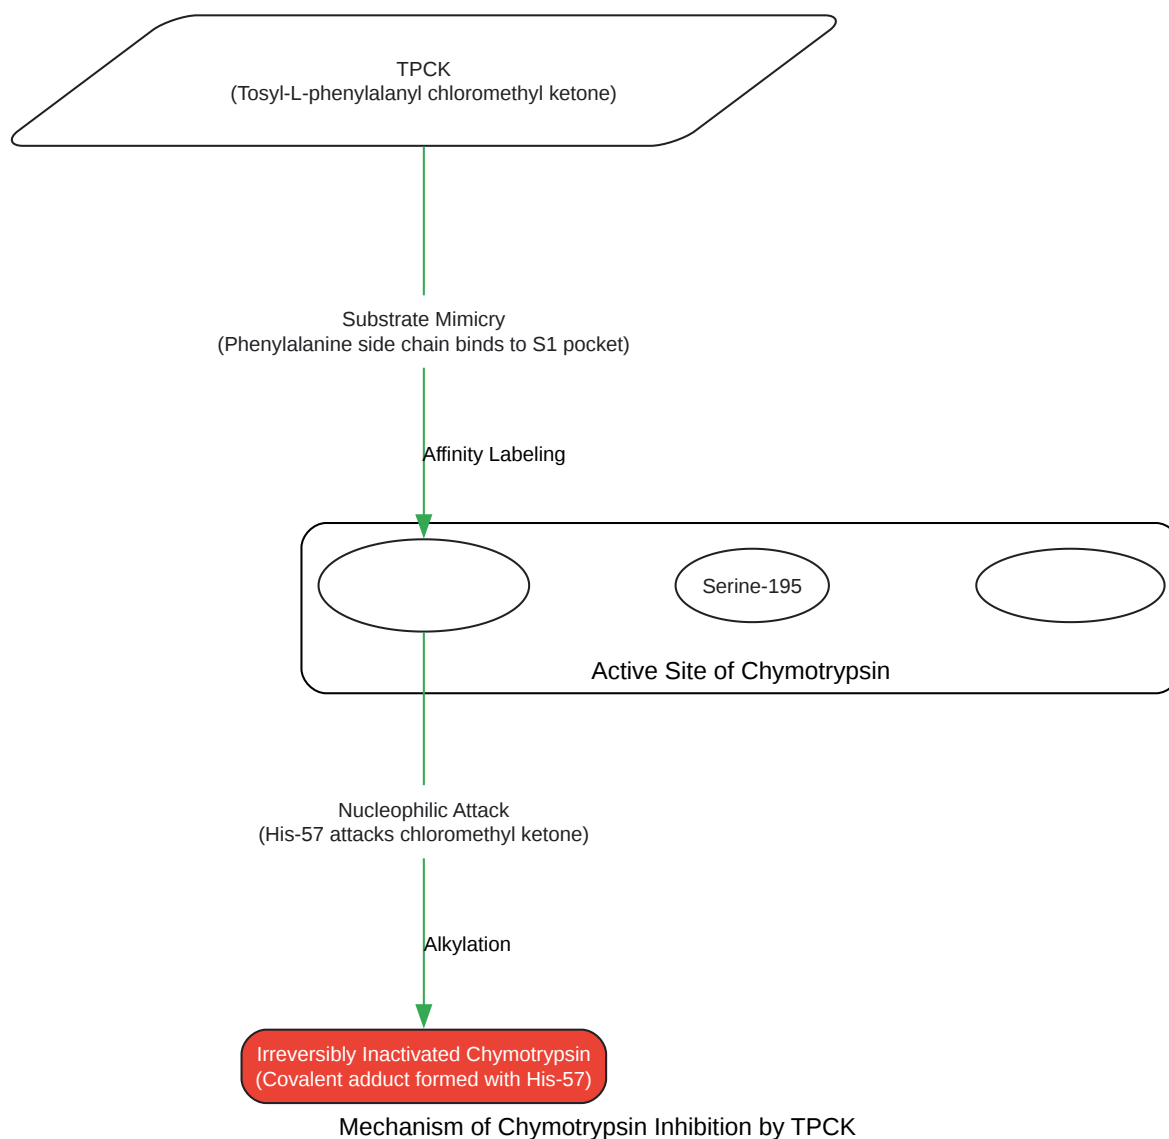 TPCK
(Tosyl-L-phenylalanyl chloromethyl ketone)
Substrate Mimicry
(Phenylalanine side chain binds to S1 pocket)
Affinity Labeling
Serine-195
Active Site of Chymotrypsin
Nucleophilic Attack
(His-57 attacks chloromethyl ketone)
Alkylation
Irreversibly Inactivated Chymotrypsin
(Covalent adduct formed with His-57)
Mechanism of Chymotrypsin Inhibition by TPCK